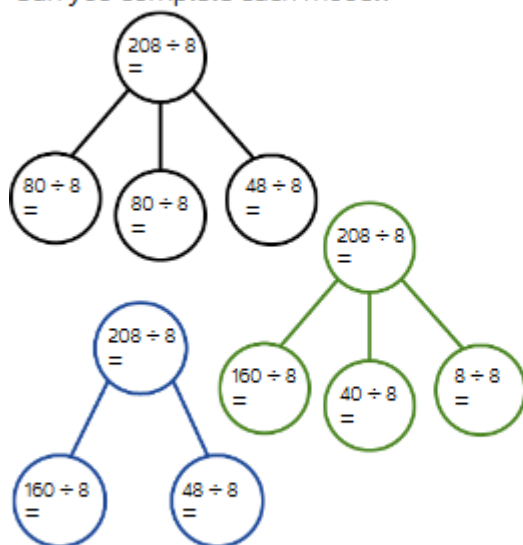 208 ÷ 8
=
80 ÷ 8
=
80 ÷ 8
=
48 ÷ 8
=
208 ÷ 8
=
160 ÷ 8
=
40 ÷ 8
=
8 ÷ 8
=
208 ÷ 8
=
160 ÷ 8
=
48 ÷ 8
=